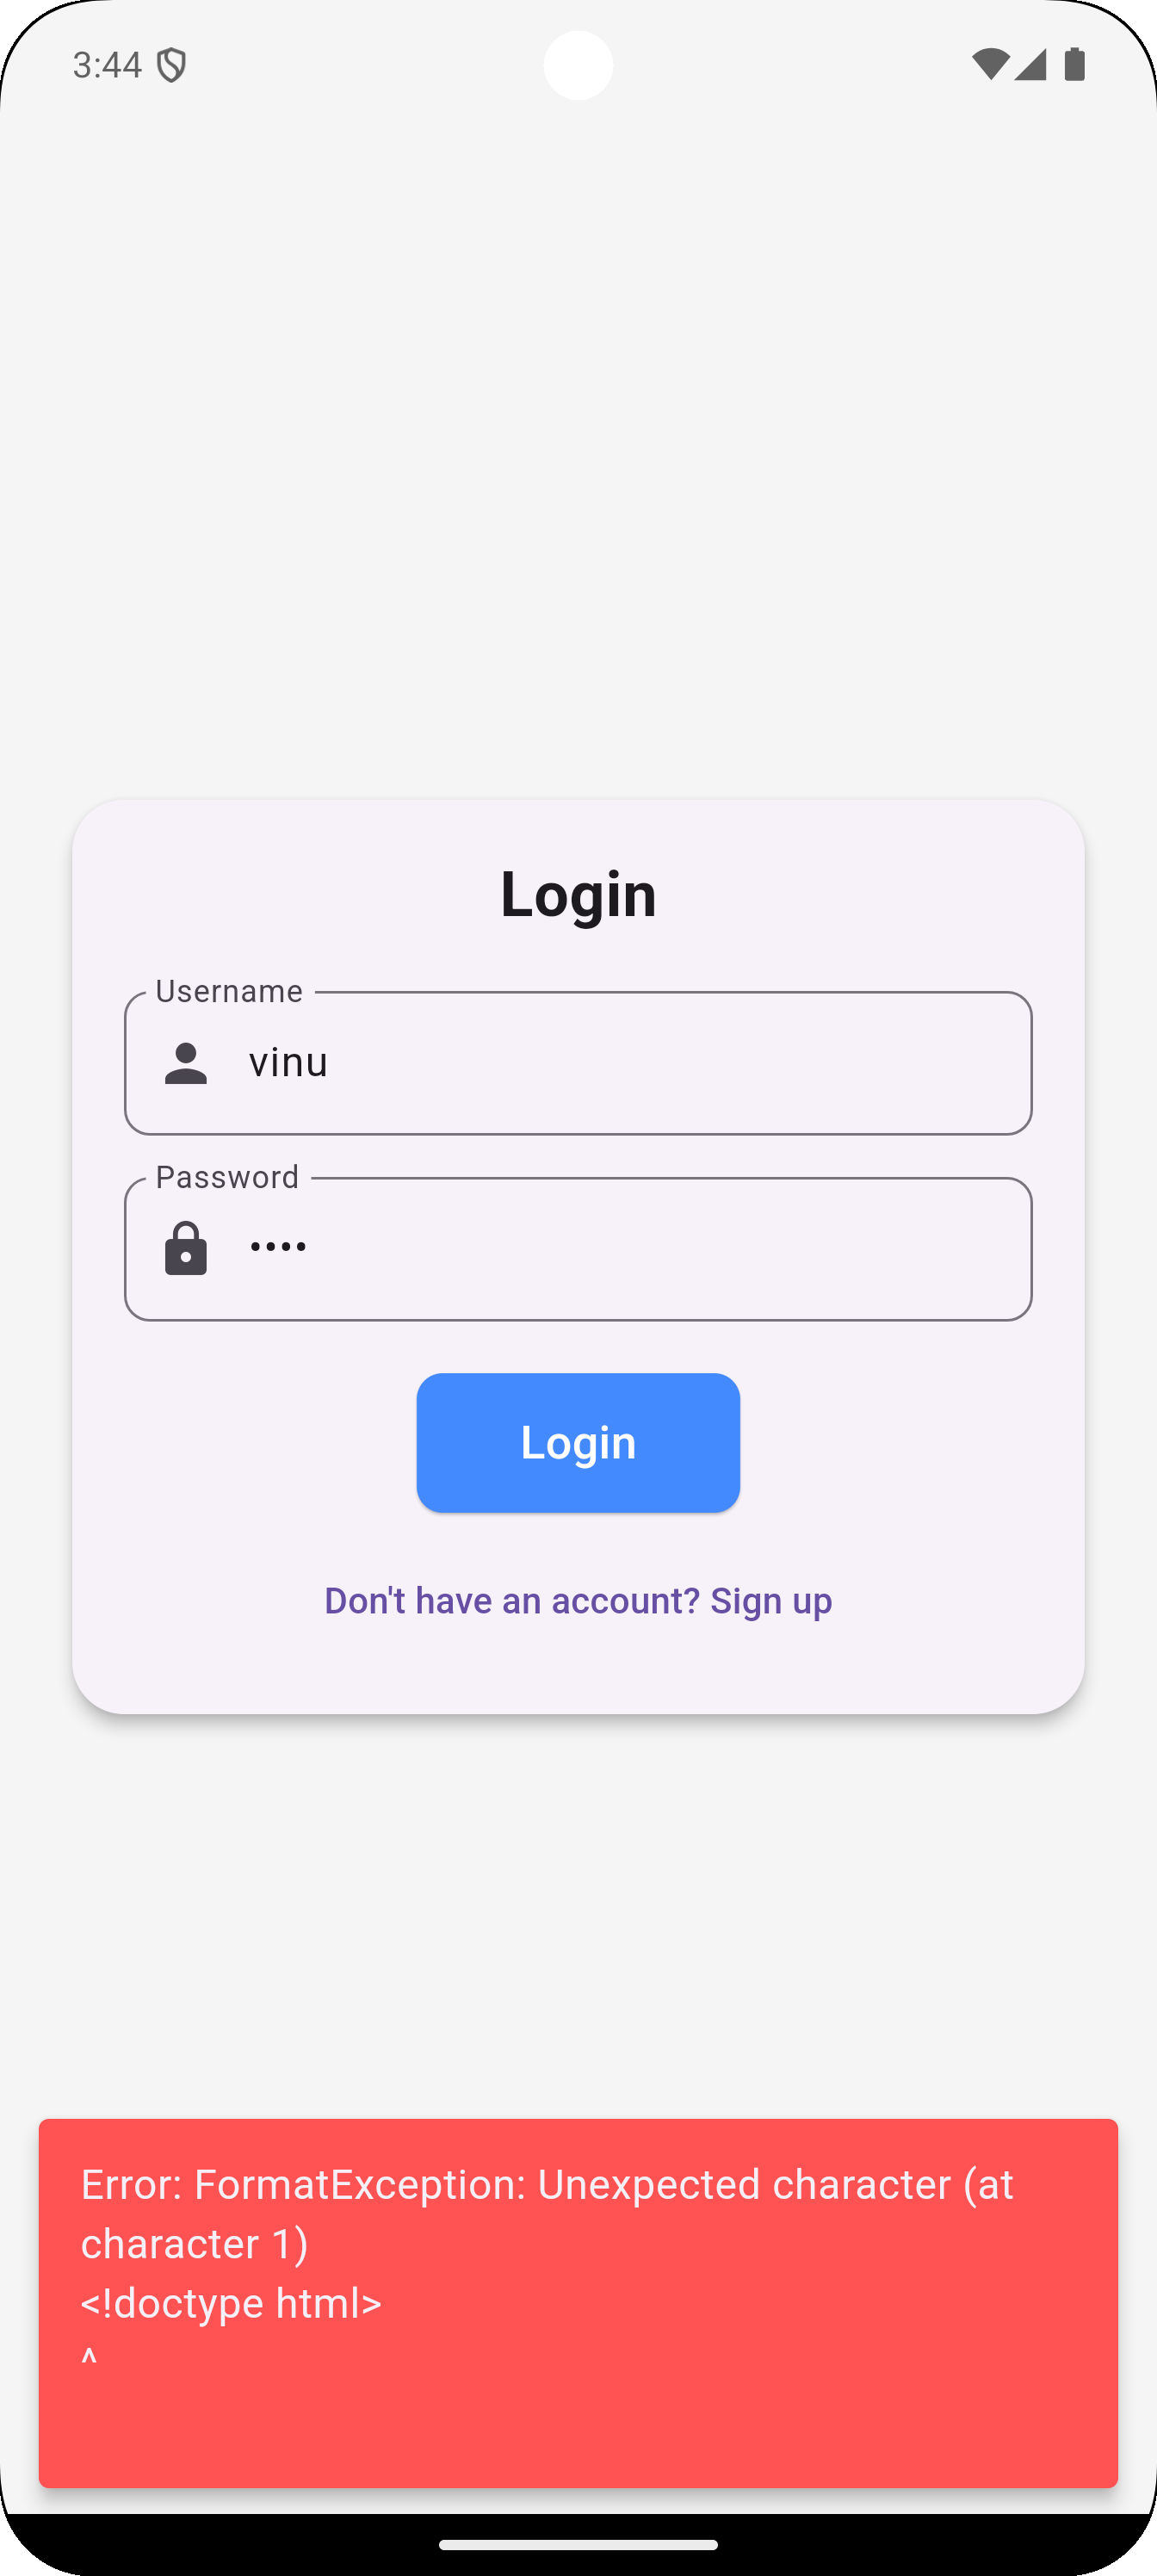 3:44
Login
Username
vinu
Password
••••
Login
Don't have an account? Sign up
Error: FormatException: Unexpected character (at
character 1)
<!doctype html>
^